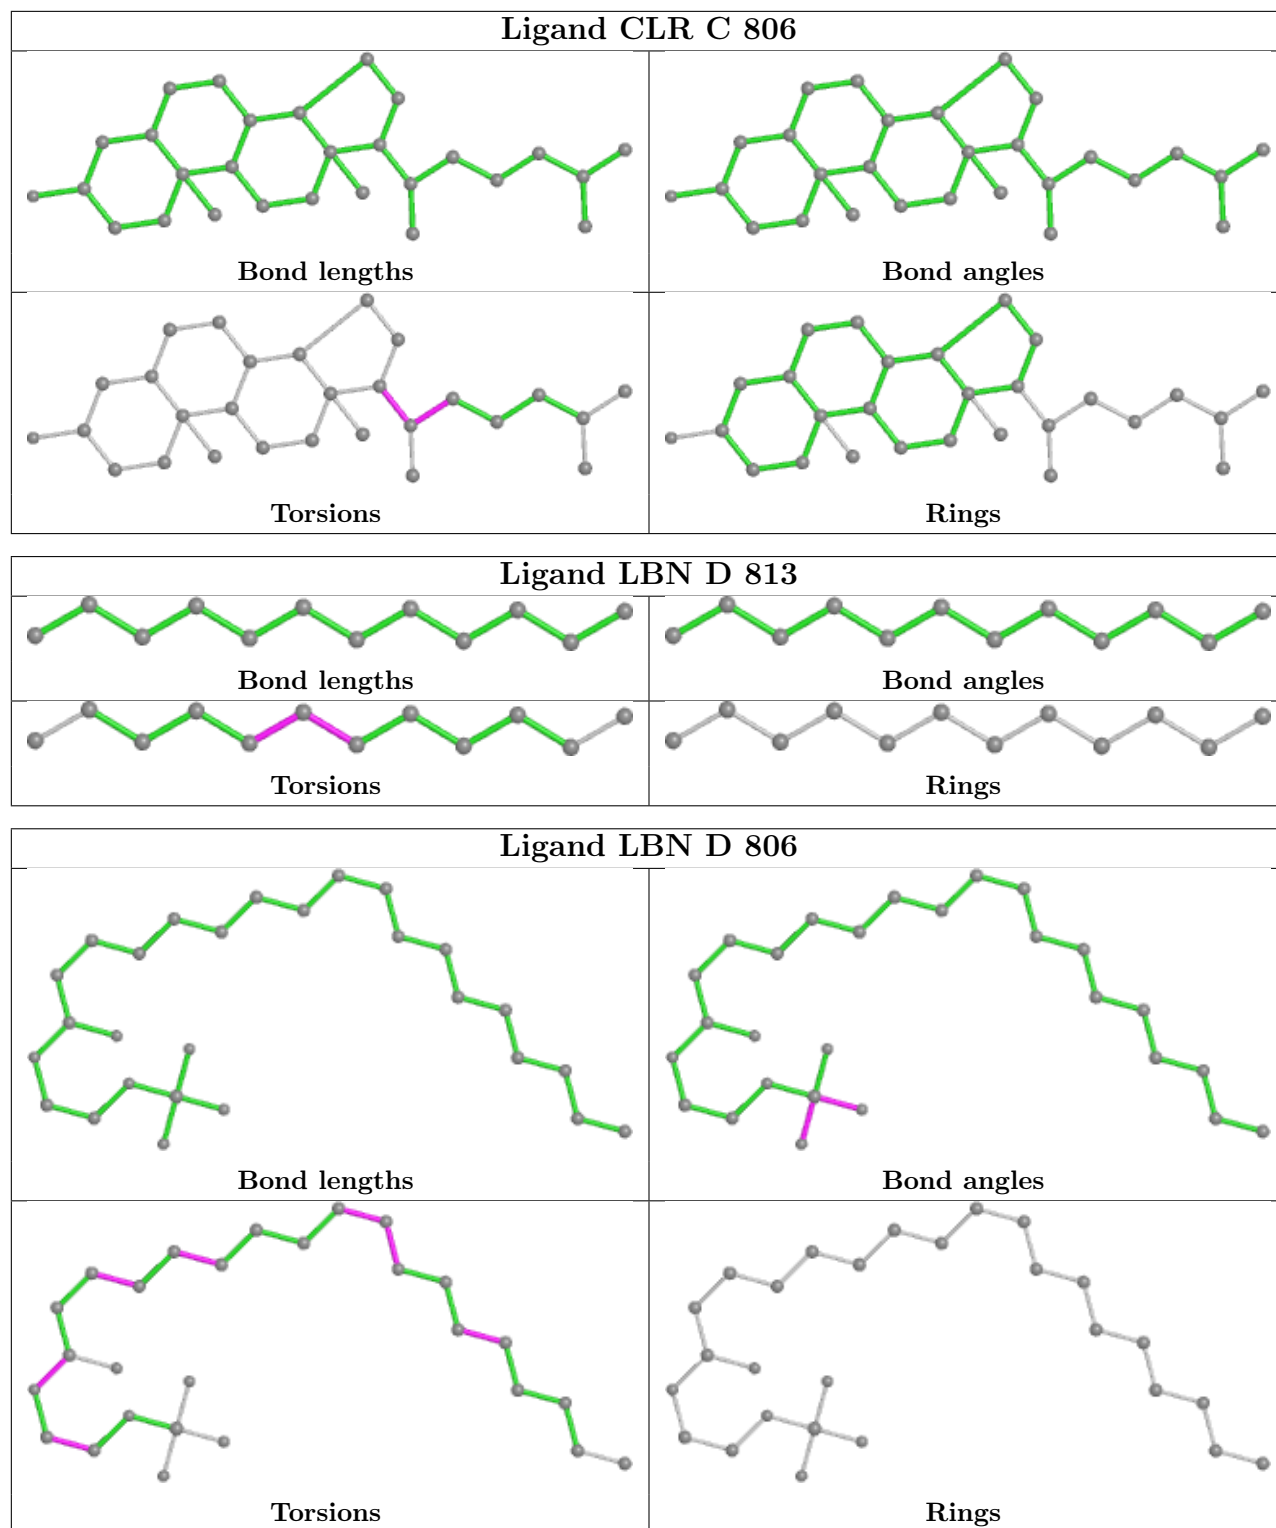 Ligand CLR C 806
Bond lengths
Bond angles
Torsions
Rings
Ligand LBN D 813
Bond lengths
Bond angles
Torsions
Rings
Ligand LBN D 806
Bond lengths
Bond angles
Torsions
Rings